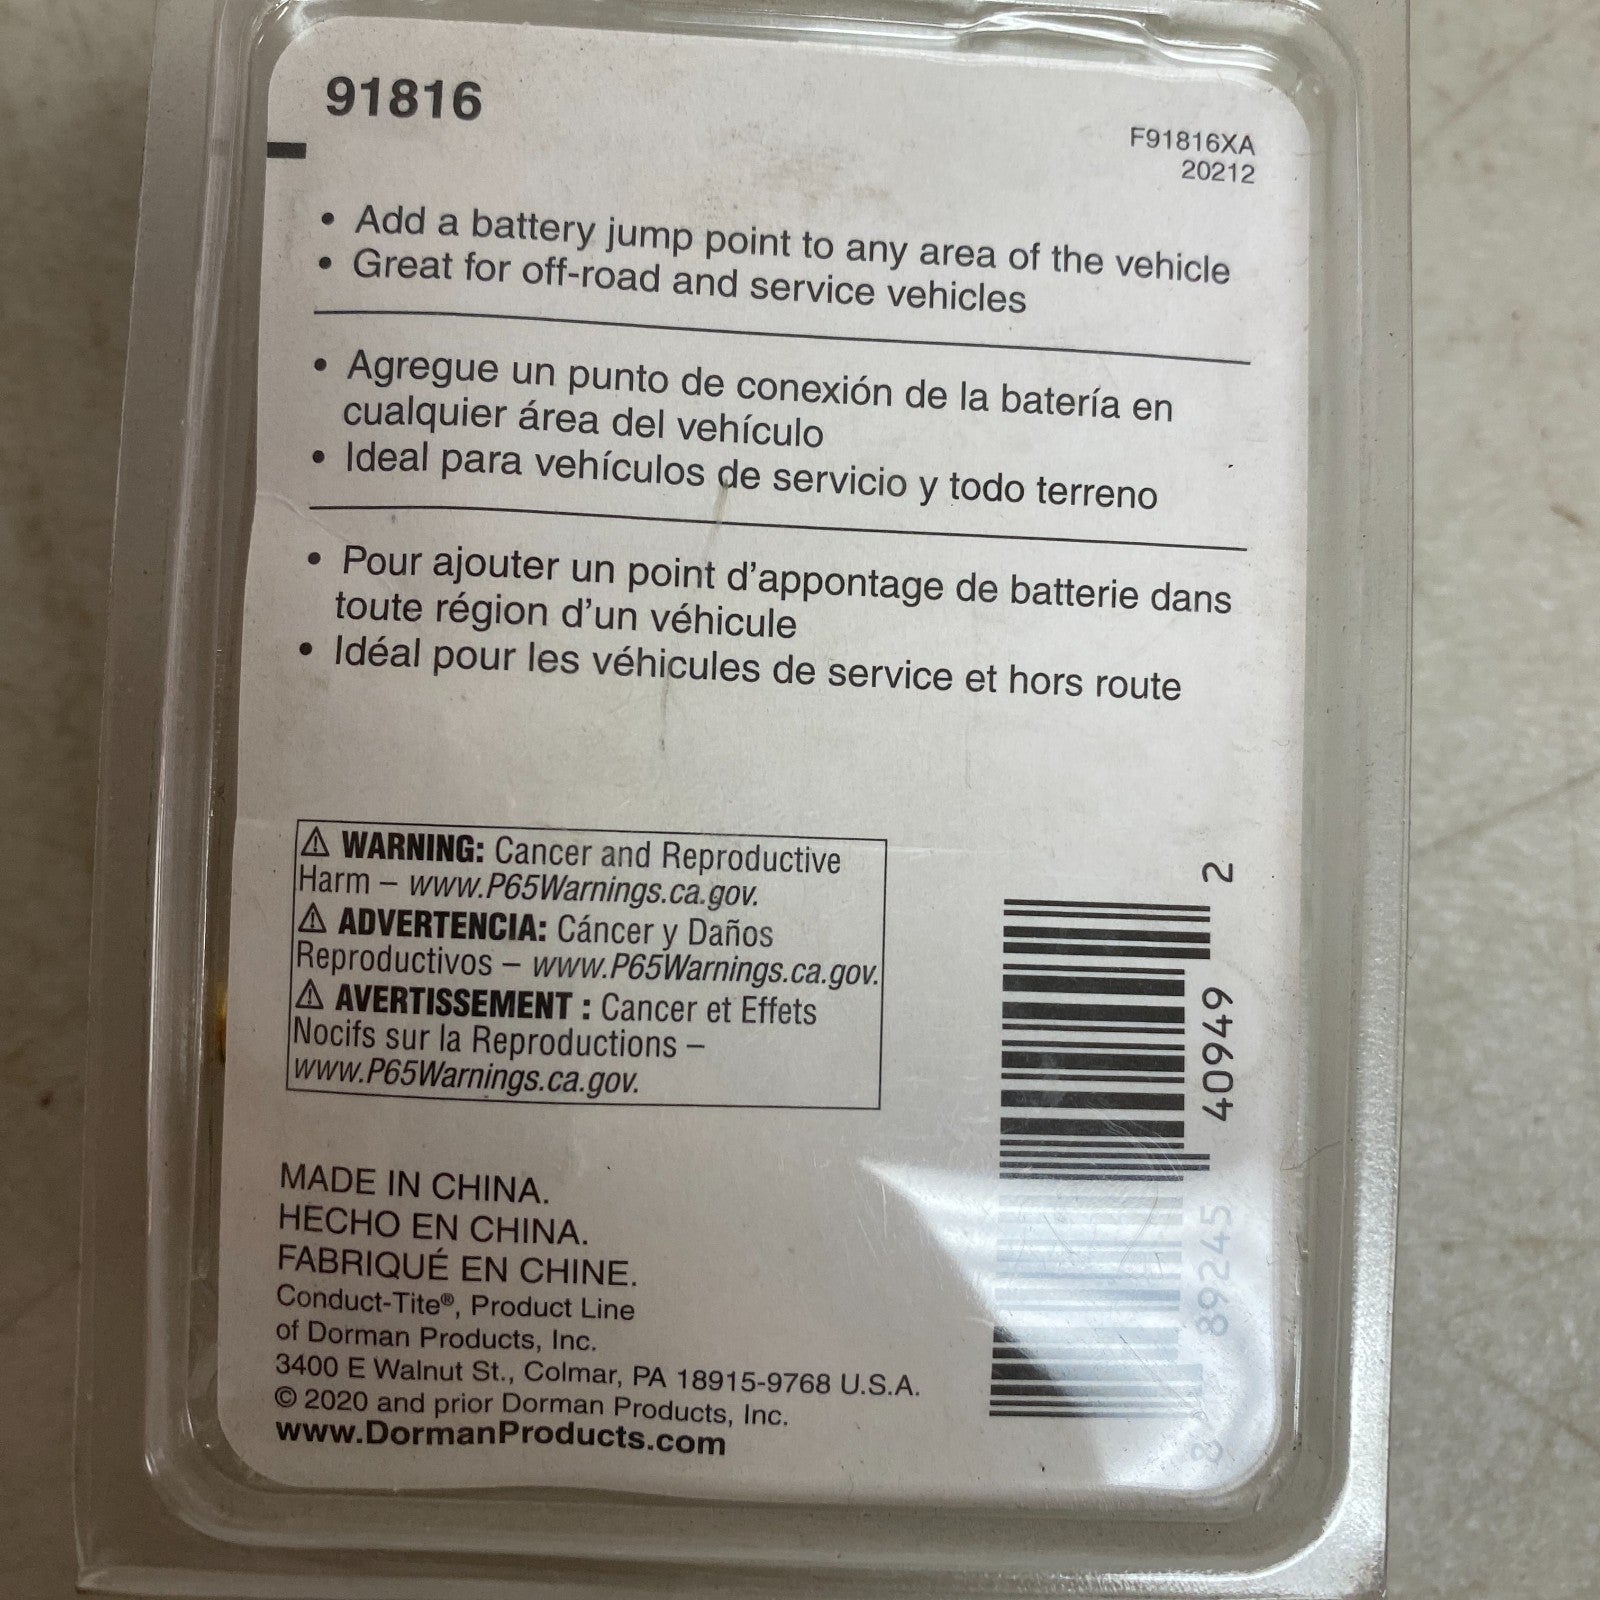 91816
F91816XA
20212
• Add a battery jump point to any area of the vehicle
• Great for off-road and service vehicles
• Agregue un punto de conexión de la batería en
cualquier área del vehículo
• Ideal para vehículos de servicio y todo terreno
• Pour ajouter un point d’appontage de batterie dans
toute région d’un véhicule
• Idéal pour les véhicules de service et hors route
⚠ WARNING: Cancer and Reproductive
Harm – www.P65Warnings.ca.gov.
⚠ ADVERTENCIA: Cáncer y Daños
Reproductivos – www.P65Warnings.ca.gov.
⚠ AVERTISSEMENT : Cancer et Effets
Nocifs sur la Reproductions –
www.P65Warnings.ca.gov.
MADE IN CHINA.
HECHO EN CHINA.
FABRIQUÉ EN CHINE.
Conduct-Tite®, Product Line
of Dorman Products, Inc.
3400 E Walnut St., Colmar, PA 18915-9768 U.S.A.
© 2020 and prior Dorman Products, Inc.
www.DormanProducts.com
8 89245 40949 2